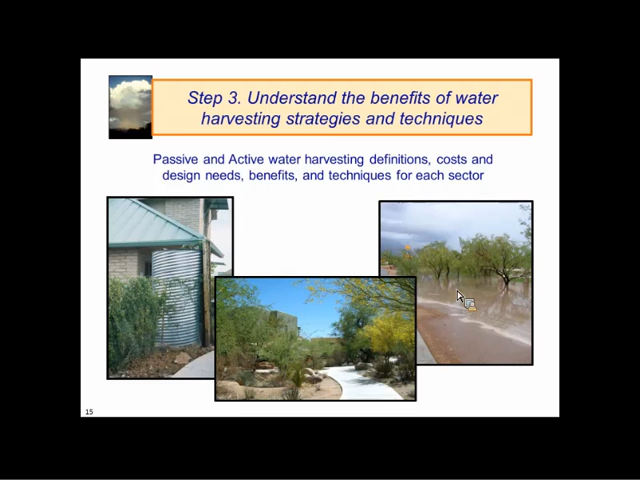 Step 3. Understand the benefits of water
harvesting strategies and techniques
Passive and Active water harvesting definitions, costs and
design needs, benefits, and techniques for each sector
15